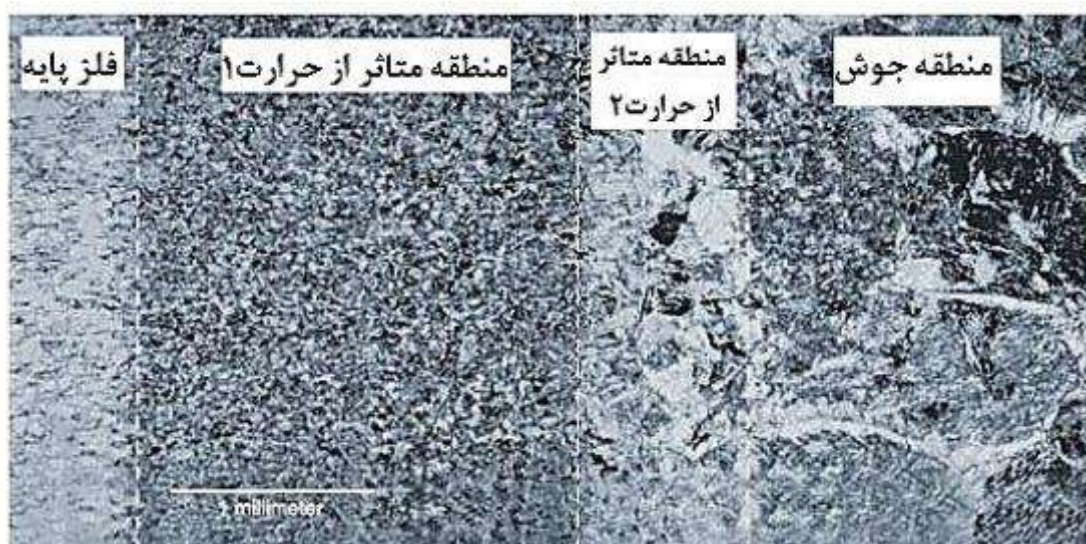 منطقه جوش
منطقه متاثر
از حرارت۲
منطقه متاثر از حرارت۱
فلز پایه
1 millimeter